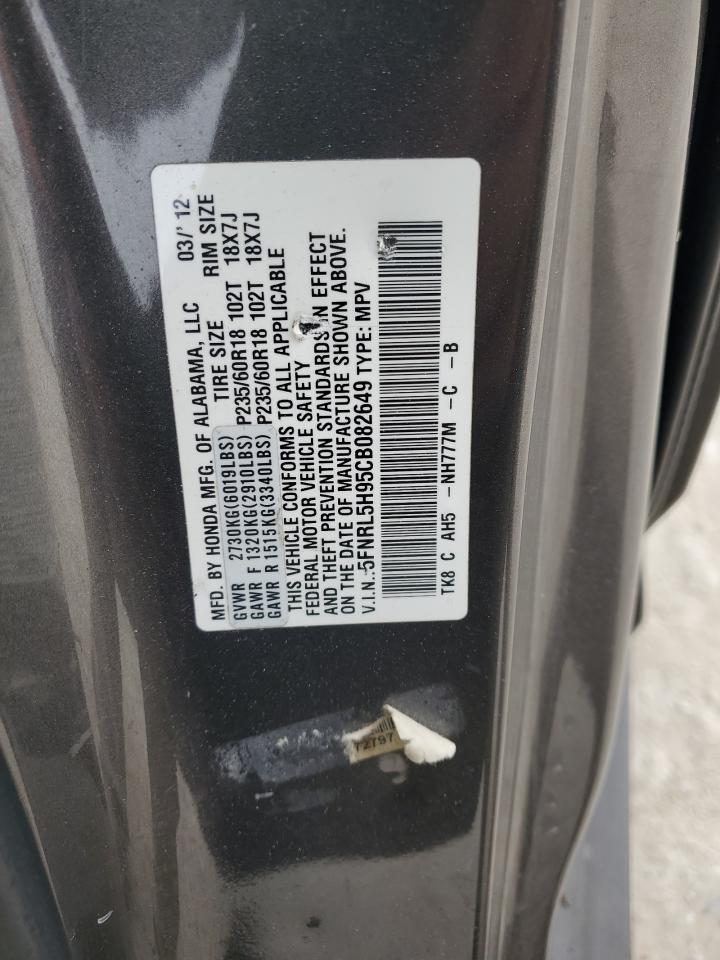 MFD. BY HONDA MFG. OF ALABAMA, LLC 03/'12
TIRE SIZE RIM SIZE
GVWR 2730KG(6019LBS)
GAWR F 1320KG(2910LBS) P235/60R18 102T 18X7J
GAWR R 1515KG(3340LBS) P235/60R18 102T 18X7J
THIS VEHICLE CONFORMS TO ALL APPLICABLE
FEDERAL MOTOR VEHICLE SAFETY
AND THEFT PREVENTION STANDARDS IN EFFECT
ON THE DATE OF MANUFACTURE SHOWN ABOVE.
V.I.N.:5FNRL5H95CB082649 TYPE: MPV
TK8 C AH5 -NH777M -C -B
72797